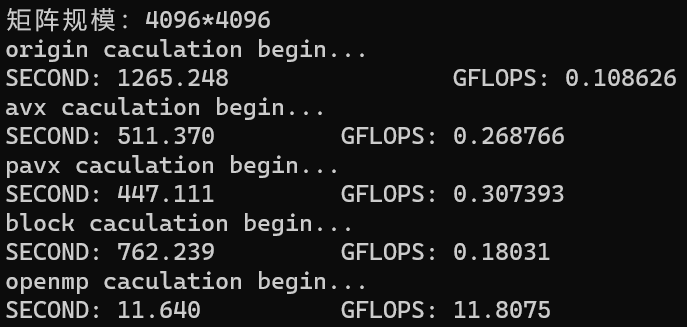 矩阵规模：4096*4096
origin caculation begin...
SECOND: 1265.248 GFLOPS: 0.108626
avx caculation begin...
SECOND: 511.370 GFLOPS: 0.268766
pavx caculation begin...
SECOND: 447.111 GFLOPS: 0.307393
block caculation begin...
SECOND: 762.239 GFLOPS: 0.18031
openmp caculation begin...
SECOND: 11.640 GFLOPS: 11.8075